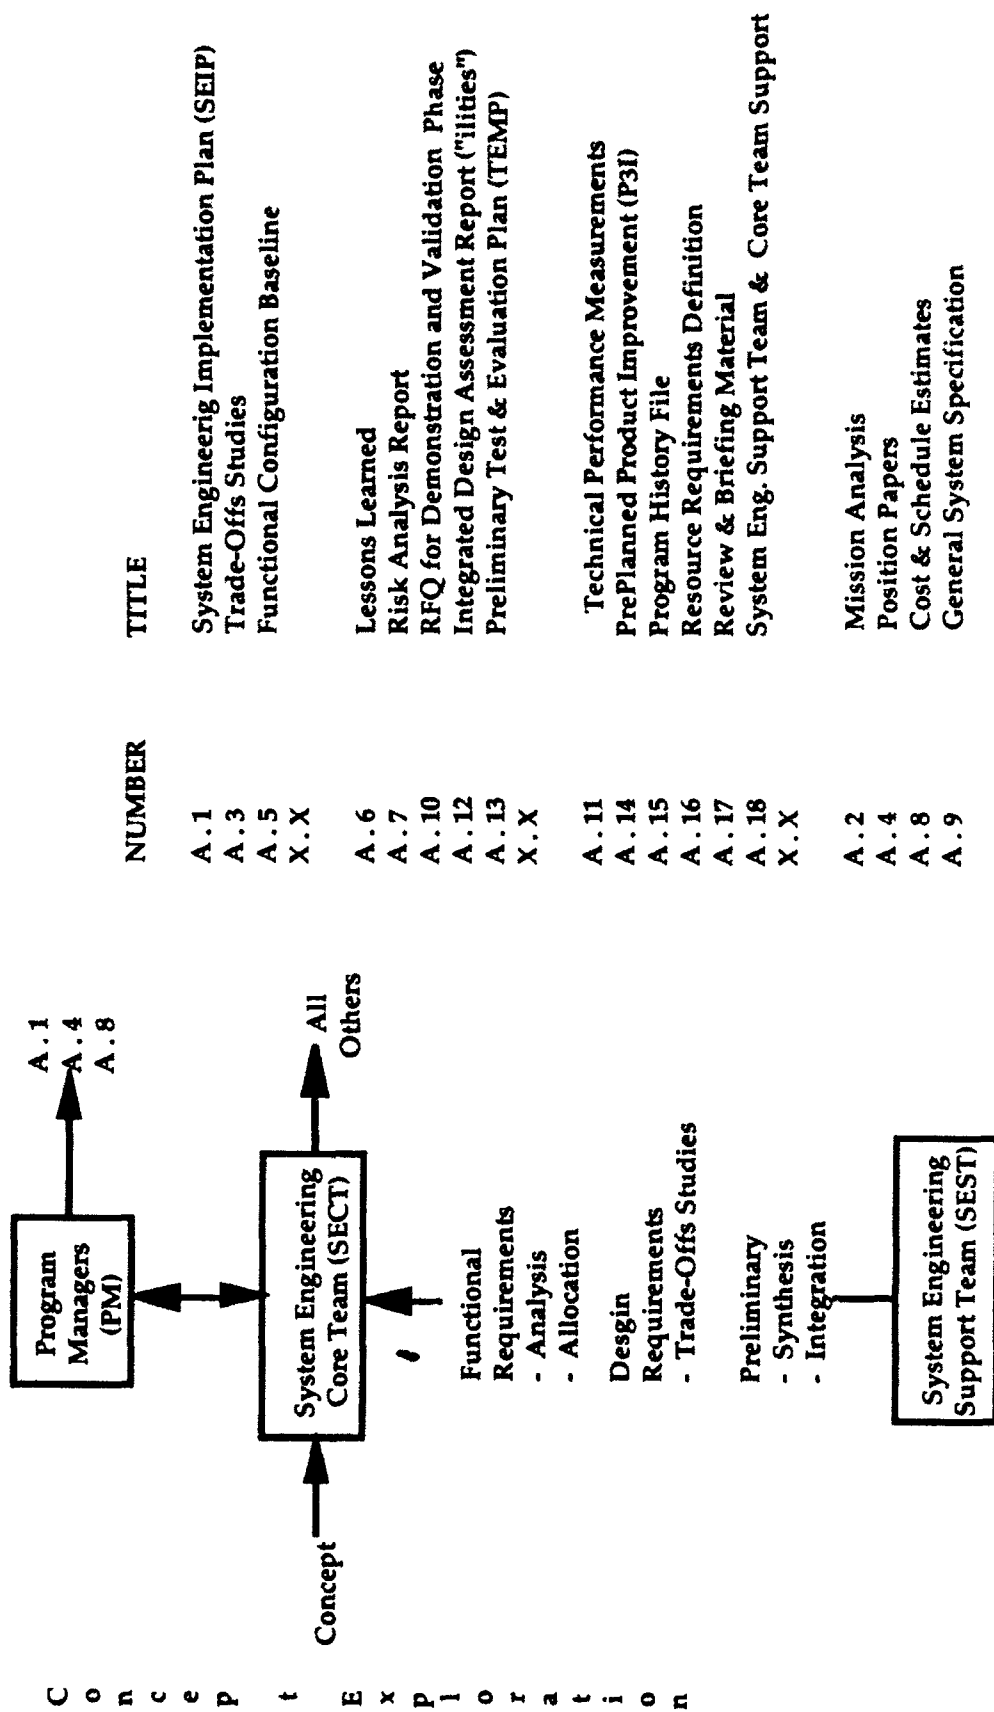 Concept Exploration
Program
Managers
(PM)
A.1
A.4
A.8
Concept
System Engineering
Core Team (SECT)
All
Others
Functional
Requirements
- Analysis
- Allocation
Desgin
Requirements
- Trade-Offs Studies
Preliminary
- Synthesis
- Integration
System Engineering
Support Team (SEST)
NUMBER TITLE
A.1 System Engineerig Implementation Plan (SEIP)
A.3 Trade-Offs Studies
A.5 Functional Configuration Baseline
X.X
A.6 Lessons Learned
A.7 Risk Analysis Report
A.10 RFQ for Demonstration and Validation Phase
A.12 Integrated Design Assessment Report ("ilities")
A.13 Preliminary Test & Evaluation Plan (TEMP)
X.X
A.11 Technical Performance Measurements
A.14 PrePlanned Product Improvement (P3I)
A.15 Program History File
A.16 Resource Requirements Definition
A.17 Review & Briefing Material
A.18 System Eng. Support Team & Core Team Support
X.X
A.2 Mission Analysis
A.4 Position Papers
A.8 Cost & Schedule Estimates
A.9 General System Specification